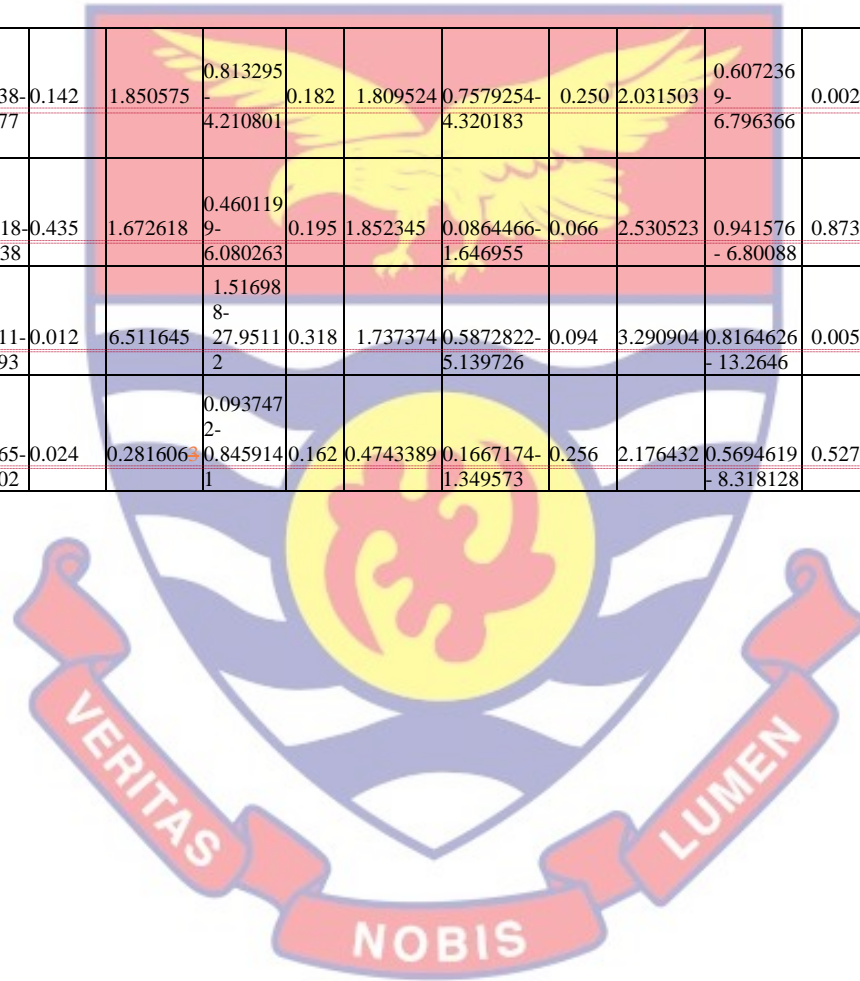 0.813295
38- 0.142 1.850575 - 0.182 1.809524 0.7579254- 0.250 2.031503 0.607236
9- 0.002
77 4.210801 4.320183 6.796366
0.460119
18- 0.435 1.672618 9- 0.195 1.852345 0.0864466- 0.066 2.530523 0.941576 0.873
38 6.080263 1.646955 - 6.80088
1.51698
8-
11- 0.012 6.511645 27.9511 0.318 1.737374 0.5872822- 0.094 3.290904 0.8164626 0.005
93 2 5.139726 - 13.2646
0.093747
2-
65- 0.024 0.2816063 0.845914 0.162 0.4743389 0.1667174- 0.256 2.176432 0.5694619 0.527
02 1 1.349573 - 8.318128
VERITAS
NOBIS
LUMEN